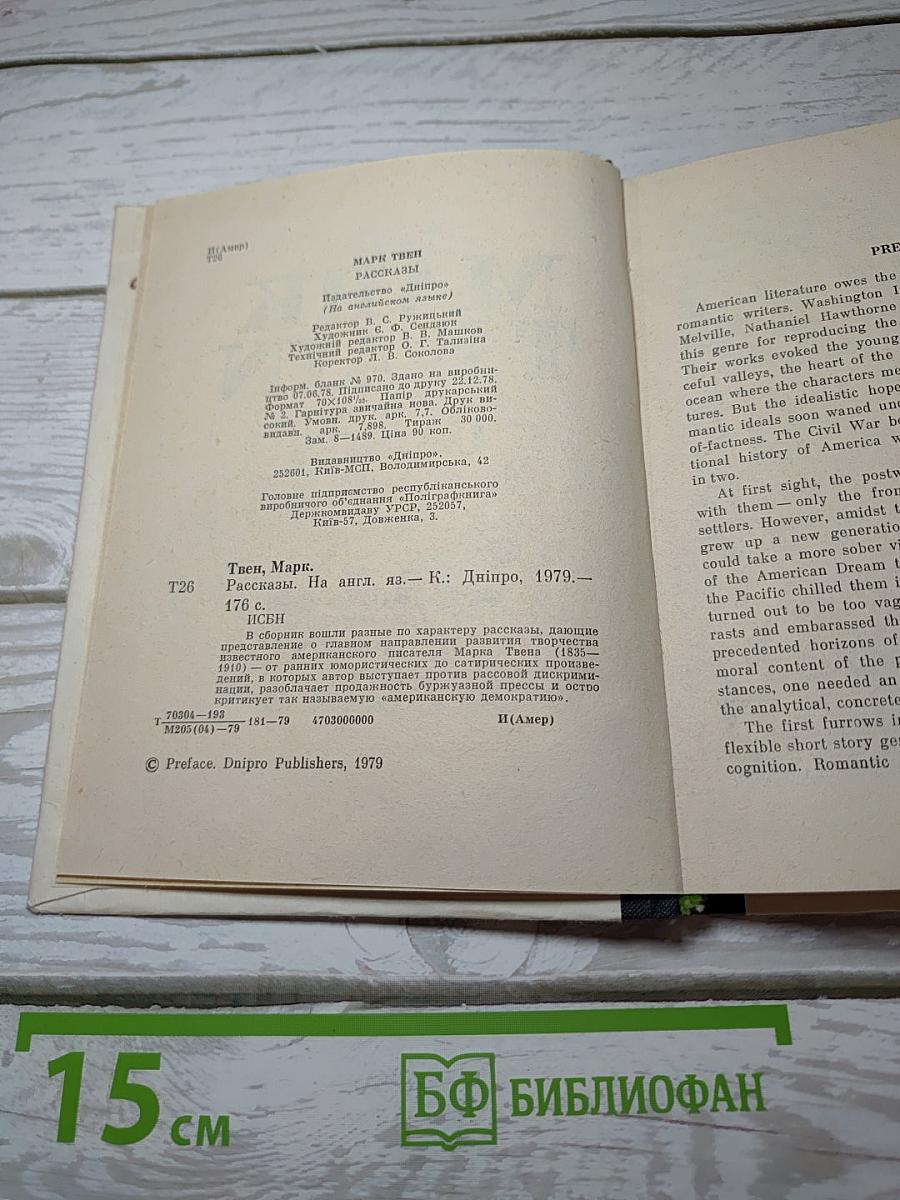 И(Амер)
Т26
МАРК ТВЕН
РАССКАЗЫ
Издательство «Дніпро»
(На английском языке)
Редактор В. С. Ружицький
Художник Є. Ф. Сендзюк
Художній редактор В. В. Машков
Технічний редактор О. Г. Тализіна
Коректор Л. В. Соколова
Інформ. бланк № 970. Здано на виробни-
цтво 07.06.78. Підписано до друку 22.12.78.
Формат 70×108¹/₃₂. Папір друкарський
№ 2. Гарнітура звичайна нова. Друк ви-
сокий. Умовн. друк. арк. 7,7. Обліково-
видавн. арк. 7,898. Тираж 30 000.
Зам. 8—1489. Ціна 90 коп.
Видавництво «Дніпро».
252601, Київ-МСП, Володимирська, 42
Головне підприємство республіканського
виробничого об'єднання «Поліграфкнига»
Держкомвидаву УРСР, 252057,
Київ-57, Довженка, 3.
Твен, Марк.
Т26 Рассказы. На англ. яз.— К.: Дніпро, 1979.—
176 с.
ИСБН
В сборник вошли разные по характеру рассказы, дающие
представление о главном направлении развития творчества
известного американского писателя Марка Твена (1835—
1910) — от ранних юмористических до сатирических произве-
дений, в которых автор выступает против рассовой дискрими-
нации, разоблачает продажность буржуазной прессы и остро
критикует так называемую «американскую демократию».
Т 70304—193
М205(04)—79 181—79 4703000000 И(Амер)
© Preface. Dnipro Publishers, 1979
PRE
American literature owes the
romantic writers. Washington I
Melville, Nathaniel Hawthorne
this genre for reproducing the
Their works evoked the young
ceful valleys, the heart of the
ocean where the characters me
tures. But the idealistic hope
mantic ideals soon waned und
of-factness. The Civil War be
tional history of America w
in two.
At first sight, the postw
with them — only the fron
settlers. However, amidst t
grew up a new generation
could take a more sober vi
of the American Dream t
the Pacific chilled them i
turned out to be too vag
rasts and embarassed th
precedented horizons of
moral content of the p
stances, one needed an
the analytical, concrete
The first furrows in
flexible short story gen
cognition. Romantic
15 см
БФ БИБЛИОФАН